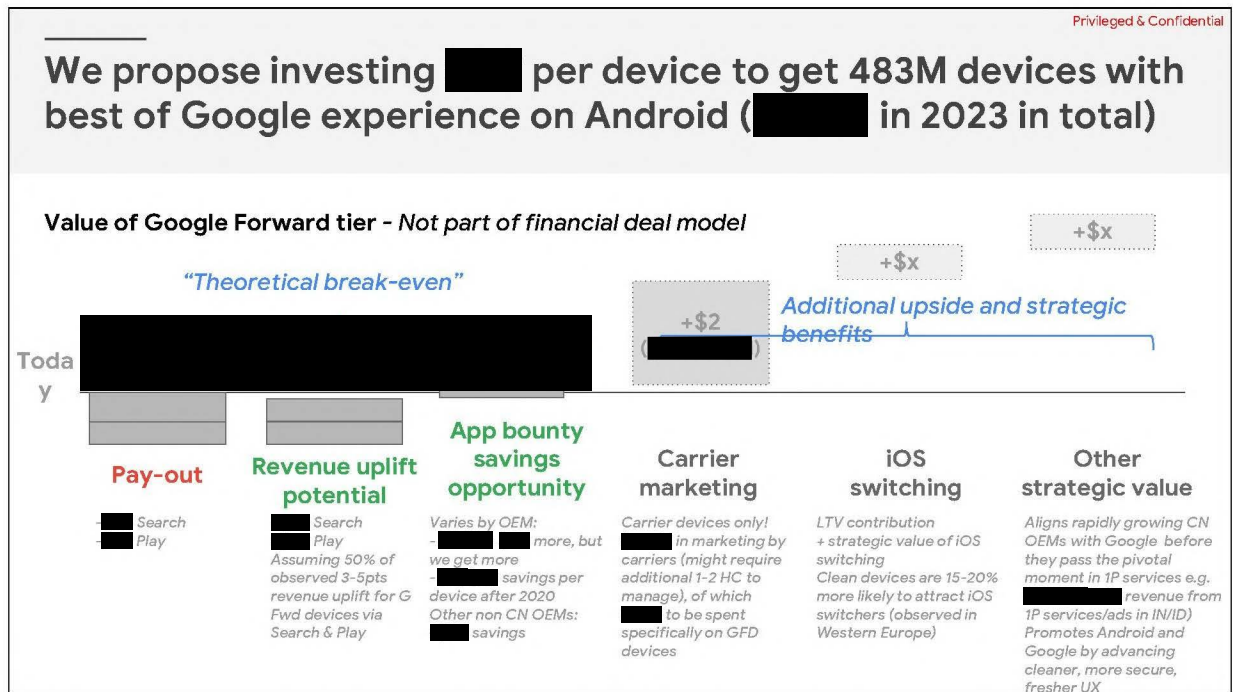 Privileged & Confidential
We propose investing per device to get 483M devices with
best of Google experience on Android ( in 2023 in total)
Value of Google Forward tier - Not part of financial deal model
“Theoretical break-even”
+$x
+$x
+$2
( )
Additional upside and strategic
benefits
Toda
y
Pay-out
- Search
- Play
Revenue uplift
potential
Search
Play
Assuming 50% of
observed 3-5pts
revenue uplift for G
Fwd devices via
Search & Play
App bounty
savings
opportunity
Varies by OEM:
- more, but
we get more
- savings per
device after 2020
Other non CN OEMs:
savings
Carrier
marketing
Carrier devices only!
in marketing by
carriers (might require
additional 1-2 HC to
manage), of which
to be spent
specifically on GFD
devices
iOS
switching
LTV contribution
+ strategic value of iOS
switching
Clean devices are 15-20%
more likely to attract iOS
switchers (observed in
Western Europe)
Other
strategic value
Aligns rapidly growing CN
OEMs with Google before
they pass the pivotal
moment in 1P services e.g.
revenue from
1P services/ads in IN/ID)
Promotes Android and
Google by advancing
cleaner, more secure,
fresher UX